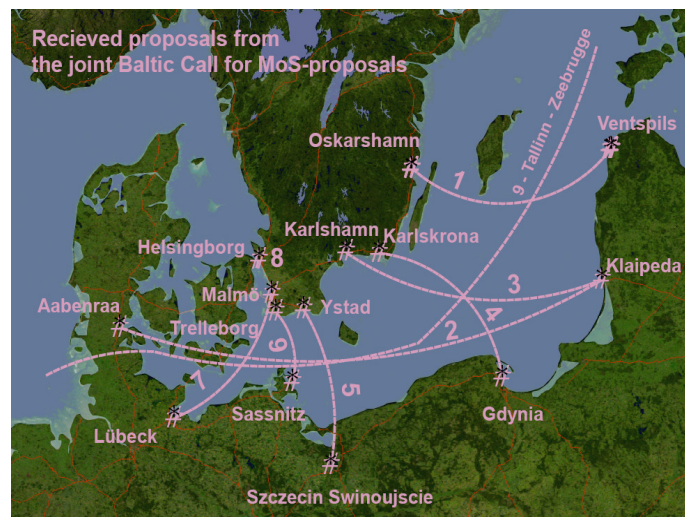 Recieved proposals from
the joint Baltic Call for MoS-proposals
9 - Tallinn - Zeebrugge
Ventspils
Oskarshamn
1
Karlshamn
Karlskrona
Helsingborg
8
Klaipeda
3
Malmö
Aabenraa
Ystad
4
Trelleborg
2
6
7
5
Sassnitz
Gdynia
Lübeck
Szczecin Swinoujscie